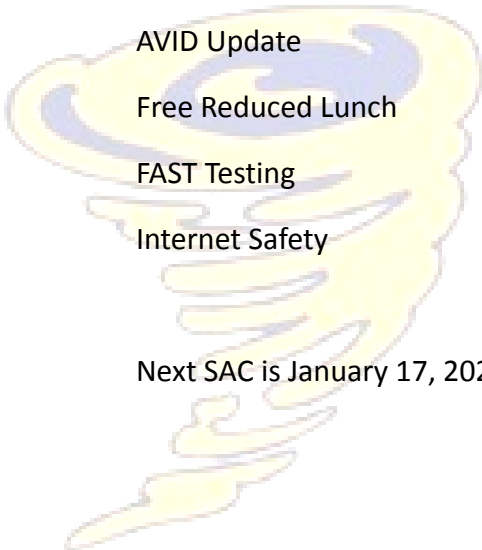 AVID Update
Free Reduced Lunch
FAST Testing
Internet Safety
Next SAC is January 17, 202